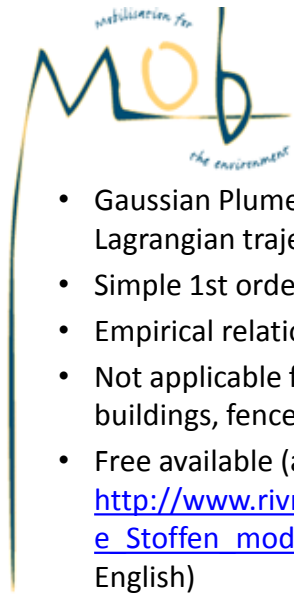 mobilisation for
Mob
the environment
• Gaussian Plume
Lagrangian traje
• Simple 1st orde
• Empirical relatio
• Not applicable f
buildings, fence
• Free available (a
http://www.rivn
e_Stoffen_mod
English)